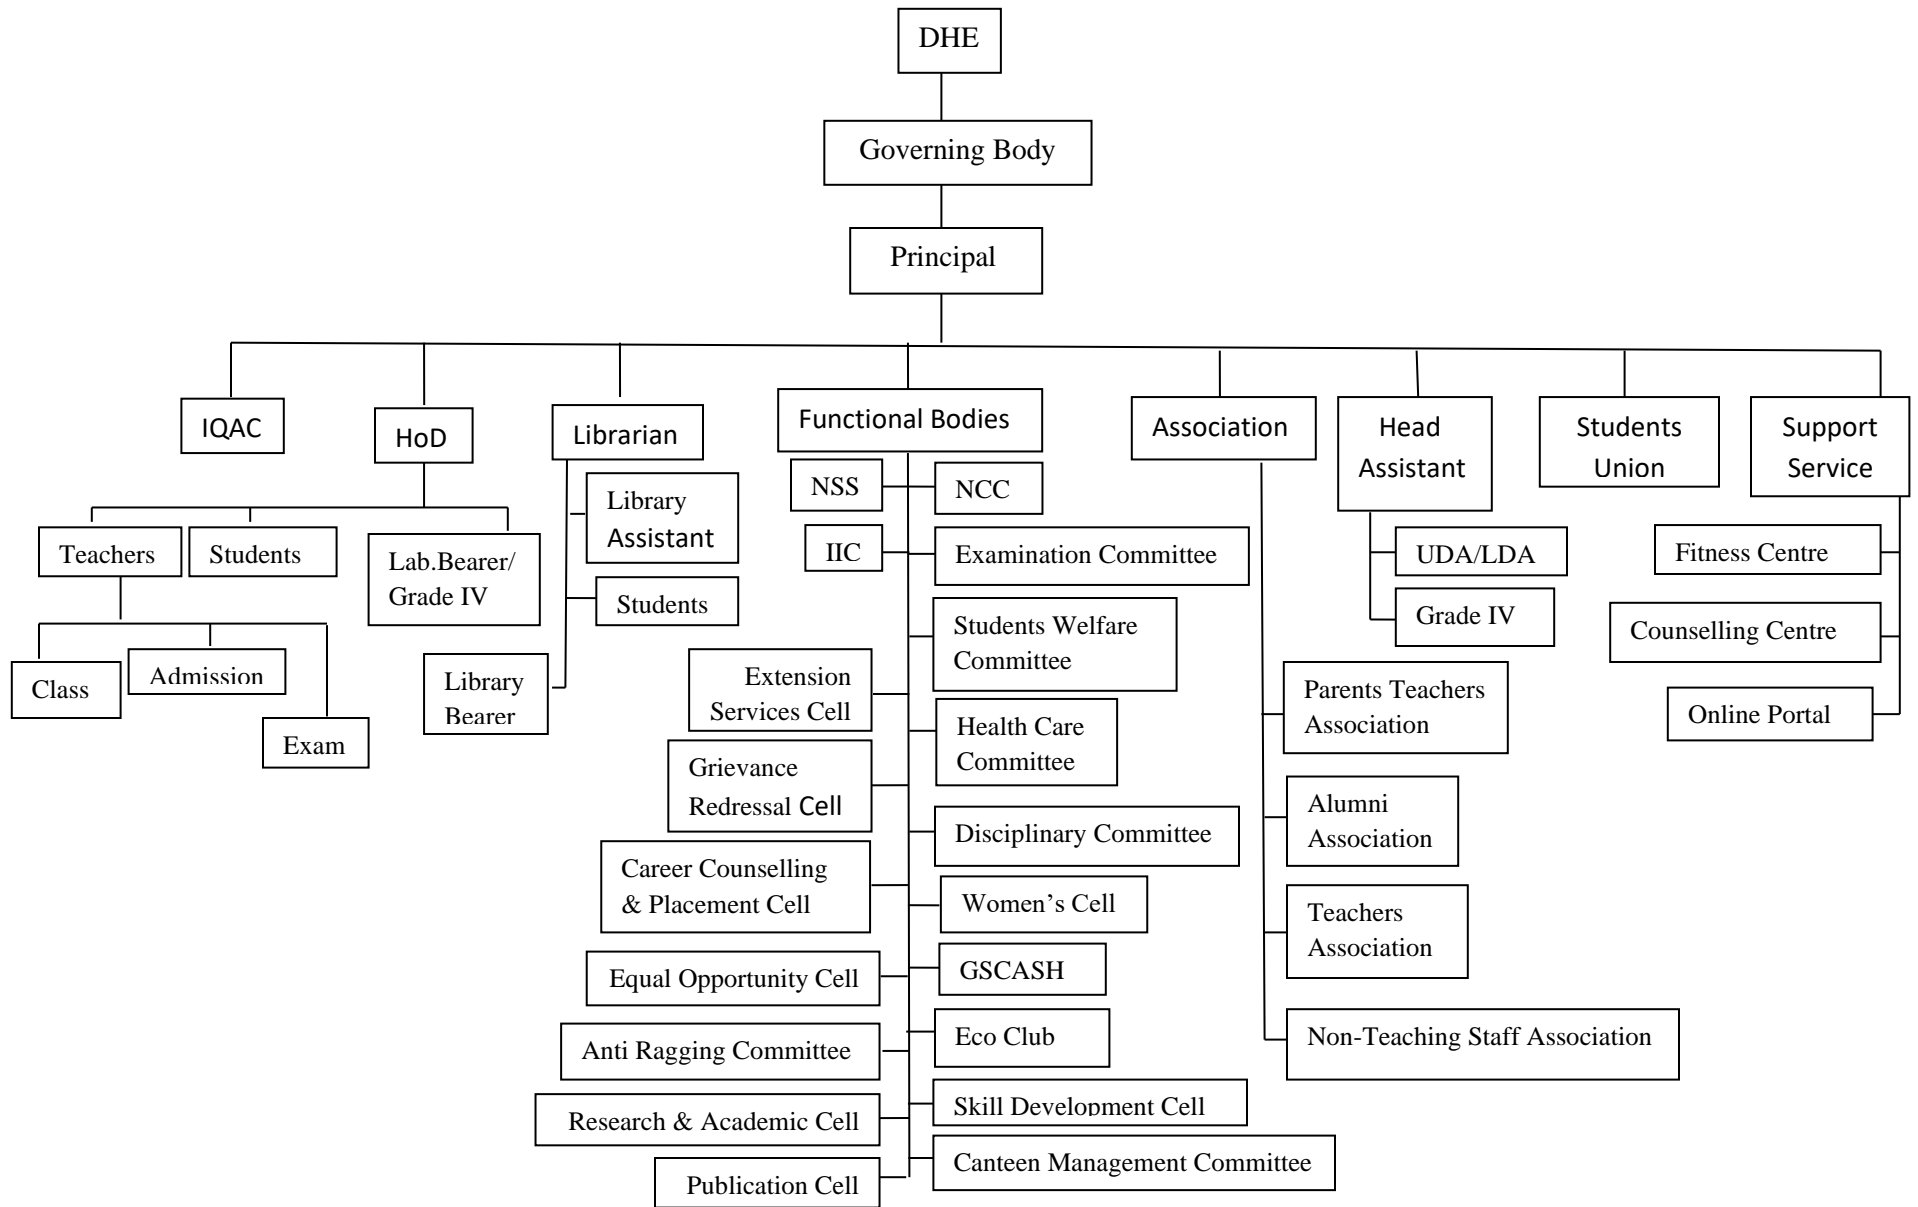 DHE
Governing Body
Principal
IQAC
HoD
Librarian
Functional Bodies
Association
Head
Assistant
Students
Union
Support
Service
Teachers
Students
Lab.Bearer/
Grade IV
Class
Admission
Exam
Library
Assistant
Students
Library
Bearer
NSS
NCC
IIC
Examination Committee
Students Welfare
Committee
Extension
Services Cell
Health Care
Committee
Grievance
Redressal Cell
Disciplinary Committee
Career Counselling
& Placement Cell
Women’s Cell
Equal Opportunity Cell
GSCASH
Anti Ragging Committee
Eco Club
Research & Academic Cell
Skill Development Cell
Publication Cell
Canteen Management Committee
Parents Teachers
Association
Alumni
Association
Teachers
Association
Non-Teaching Staff Association
UDA/LDA
Grade IV
Fitness Centre
Counselling Centre
Online Portal